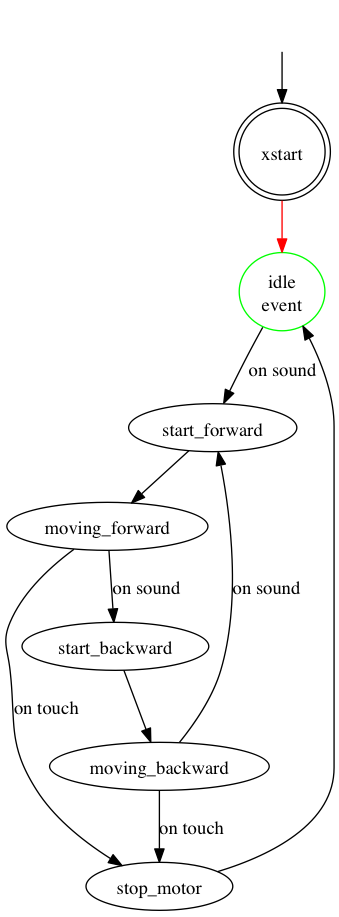 xstart
idle
event
on sound
start_forward
moving_forward
on sound
on sound
start_backward
on touch
moving_backward
on touch
stop_motor